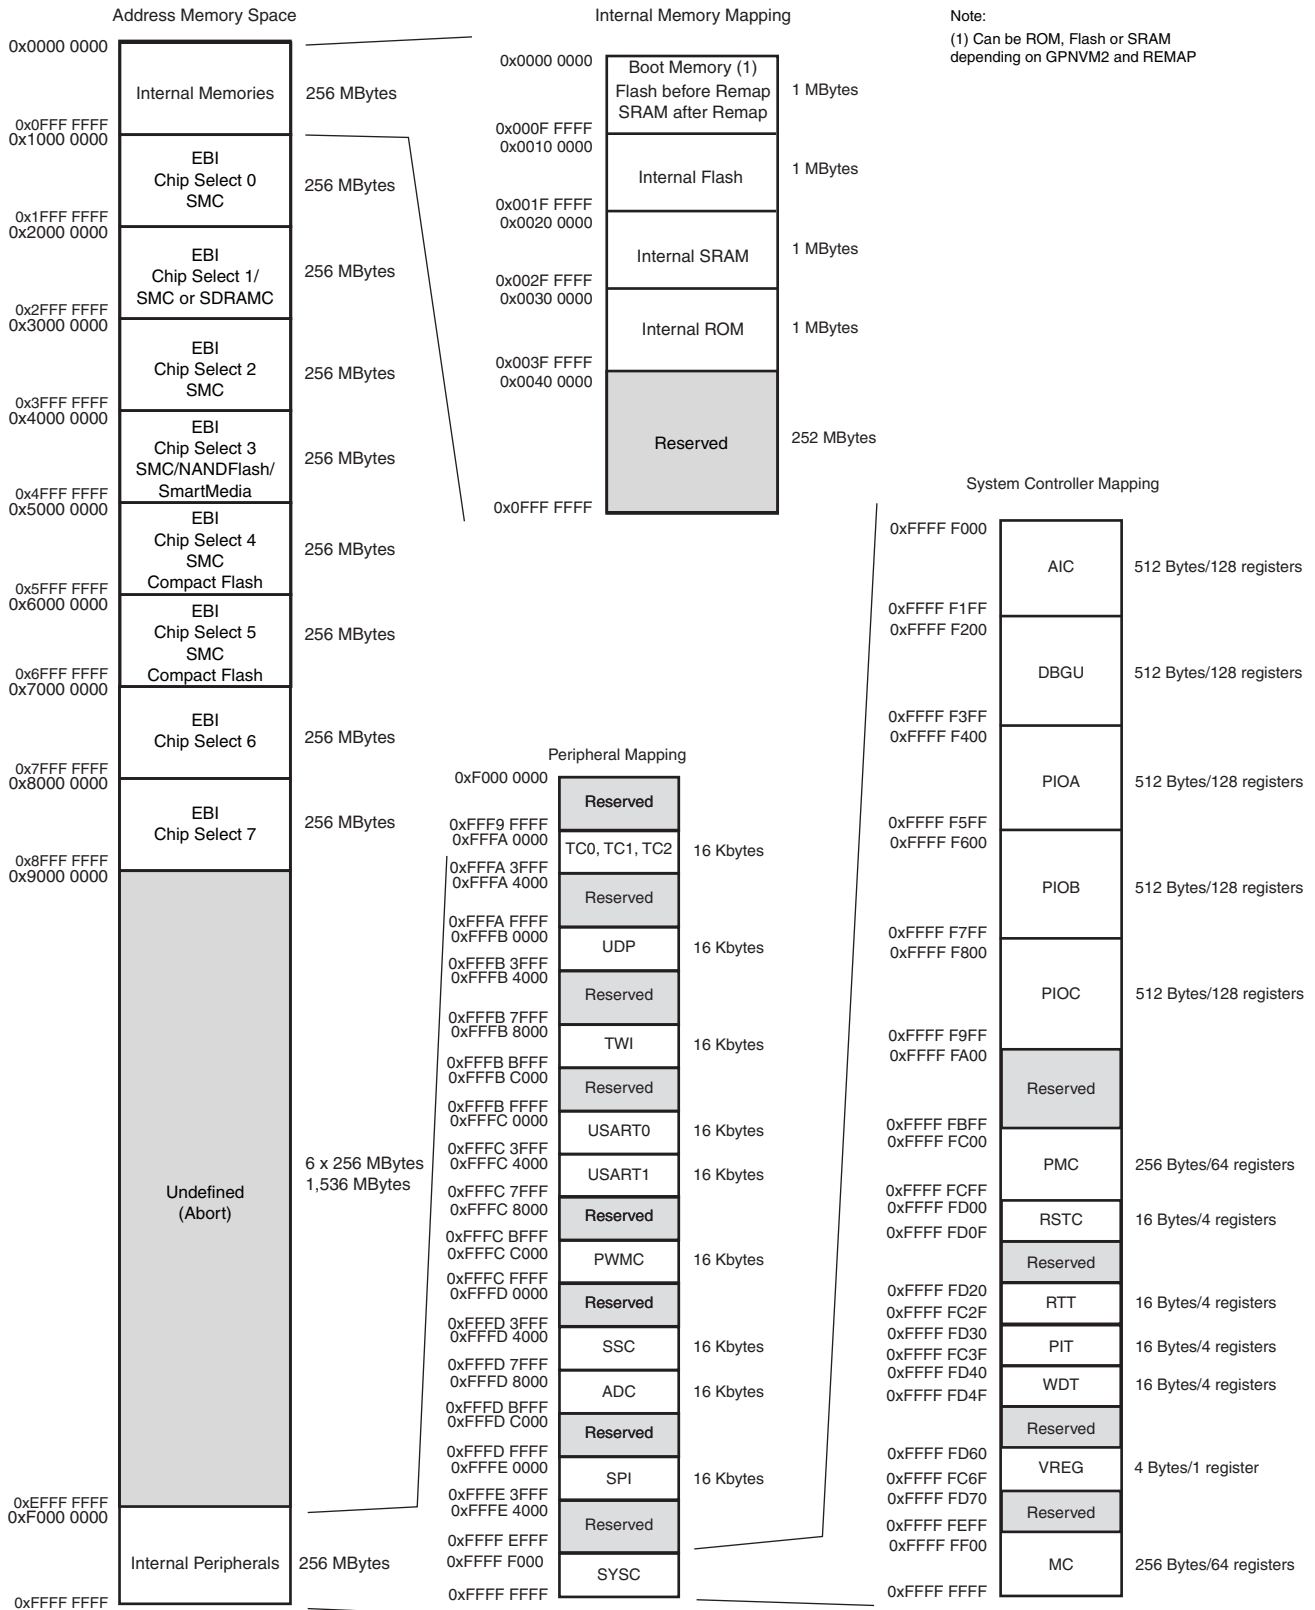 Address Memory Space
0x0000 0000
Internal Memories
256 MBytes
0x0FFF FFFF
0x1000 0000
EBI
Chip Select 0
SMC
256 MBytes
0x1FFF FFFF
0x2000 0000
EBI
Chip Select 1/
SMC or SDRAMC
256 MBytes
0x2FFF FFFF
0x3000 0000
EBI
Chip Select 2
SMC
256 MBytes
0x3FFF FFFF
0x4000 0000
EBI
Chip Select 3
SMC/NANDFlash/
SmartMedia
256 MBytes
0x4FFF FFFF
0x5000 0000
EBI
Chip Select 4
SMC
Compact Flash
256 MBytes
0x5FFF FFFF
0x6000 0000
EBI
Chip Select 5
SMC
Compact Flash
256 MBytes
0x6FFF FFFF
0x7000 0000
EBI
Chip Select 6
256 MBytes
0x7FFF FFFF
0x8000 0000
EBI
Chip Select 7
256 MBytes
0x8FFF FFFF
0x9000 0000
Undefined
(Abort)
6 x 256 MBytes
1,536 MBytes
0xEFFF FFFF
0xF000 0000
Internal Peripherals
256 MBytes
0xFFFF FFFF
Internal Memory Mapping
0x0000 0000
Boot Memory (1)
Flash before Remap
SRAM after Remap
1 MBytes
0x000F FFFF
0x0010 0000
Internal Flash
1 MBytes
0x001F FFFF
0x0020 0000
Internal SRAM
1 MBytes
0x002F FFFF
0x0030 0000
Internal ROM
1 MBytes
0x003F FFFF
0x0040 0000
Reserved
252 MBytes
0x0FFF FFFF
Note:
(1) Can be ROM, Flash or SRAM
depending on GPNVM2 and REMAP
Peripheral Mapping
0xF000 0000
Reserved
0xFFF9 FFFF
0xFFFA 0000
TC0, TC1, TC2
16 Kbytes
0xFFFA 3FFF
0xFFFA 4000
Reserved
0xFFFA FFFF
0xFFFB 0000
UDP
16 Kbytes
0xFFFB 3FFF
0xFFFB 4000
Reserved
0xFFFB 7FFF
0xFFFB 8000
TWI
16 Kbytes
0xFFFB BFFF
0xFFFB C000
Reserved
0xFFFB FFFF
0xFFFC 0000
USART0
16 Kbytes
0xFFFC 3FFF
0xFFFC 4000
USART1
16 Kbytes
0xFFFC 7FFF
0xFFFC 8000
Reserved
0xFFFC BFFF
0xFFFC C000
PWMC
16 Kbytes
0xFFFC FFFF
0xFFFD 0000
Reserved
0xFFFD 3FFF
0xFFFD 4000
SSC
16 Kbytes
0xFFFD 7FFF
0xFFFD 8000
ADC
16 Kbytes
0xFFFD BFFF
0xFFFD C000
Reserved
0xFFFD FFFF
0xFFFE 0000
SPI
16 Kbytes
0xFFFE 3FFF
0xFFFE 4000
Reserved
0xFFFF EFFF
0xFFFF F000
SYSC
0xFFFF FFFF
System Controller Mapping
0xFFFF F000
AIC
512 Bytes/128 registers
0xFFFF F1FF
0xFFFF F200
DBGU
512 Bytes/128 registers
0xFFFF F3FF
0xFFFF F400
PIOA
512 Bytes/128 registers
0xFFFF F5FF
0xFFFF F600
PIOB
512 Bytes/128 registers
0xFFFF F7FF
0xFFFF F800
PIOC
512 Bytes/128 registers
0xFFFF F9FF
0xFFFF FA00
Reserved
0xFFFF FBFF
0xFFFF FC00
PMC
256 Bytes/64 registers
0xFFFF FCFF
0xFFFF FD00
RSTC
16 Bytes/4 registers
0xFFFF FD0F
Reserved
0xFFFF FD20
RTT
16 Bytes/4 registers
0xFFFF FC2F
0xFFFF FD30
PIT
16 Bytes/4 registers
0xFFFF FC3F
0xFFFF FD40
WDT
16 Bytes/4 registers
0xFFFF FD4F
Reserved
0xFFFF FD60
VREG
4 Bytes/1 register
0xFFFF FC6F
0xFFFF FD70
Reserved
0xFFFF FEFF
0xFFFF FF00
MC
256 Bytes/64 registers
0xFFFF FFFF